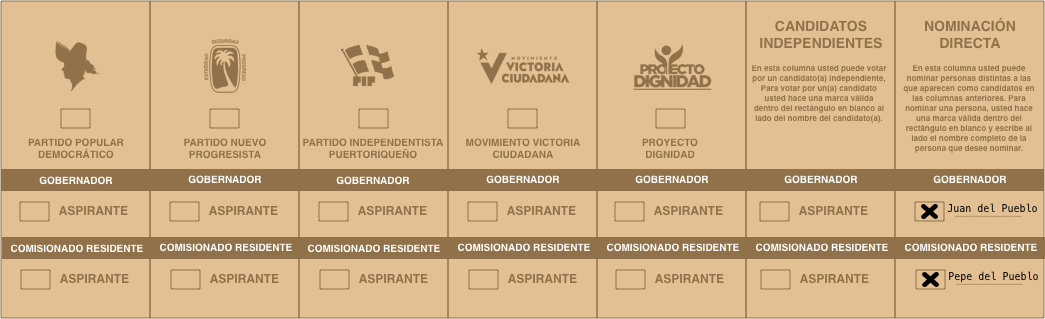 PARTIDO POPULAR
DEMOCRÁTICO
SEGURIDAD
ESTADIDAD
PROGRESO
PARTIDO NUEVO
PROGRESISTA
PIP
PARTIDO INDEPENDENTISTA
PUERTORIQUEÑO
MOVIMIENTO
VICTORIA
CIUDADANA
MOVIMIENTO VICTORIA
CIUDADANA
PROYECTO
DIGNIDAD
PROYECTO
DIGNIDAD
CANDIDATOS
INDEPENDIENTES
En esta columna usted puede votar
por un candidato(a) independiente,
Para votar por un(a) candidato
usted hace una marca válida
dentro del rectángulo en blanco al
lado del nombre del candidato(a).
NOMINACIÓN
DIRECTA
En esta columna usted puede
nominar personas distintas a las
que aparecen como candidatos en
las columnas anteriores. Para
nominar una persona, usted hace
una marca válida dentro del
rectángulo en blanco y escribe al
lado el nombre completo de la
persona que desee nominar.
GOBERNADOR GOBERNADOR GOBERNADOR GOBERNADOR GOBERNADOR GOBERNADOR GOBERNADOR
ASPIRANTE ASPIRANTE ASPIRANTE ASPIRANTE ASPIRANTE ASPIRANTE Juan del Pueblo
COMISIONADO RESIDENTE COMISIONADO RESIDENTE COMISIONADO RESIDENTE COMISIONADO RESIDENTE COMISIONADO RESIDENTE COMISIONADO RESIDENTE COMISIONADO RESIDENTE
ASPIRANTE ASPIRANTE ASPIRANTE ASPIRANTE ASPIRANTE ASPIRANTE Pepe del Pueblo